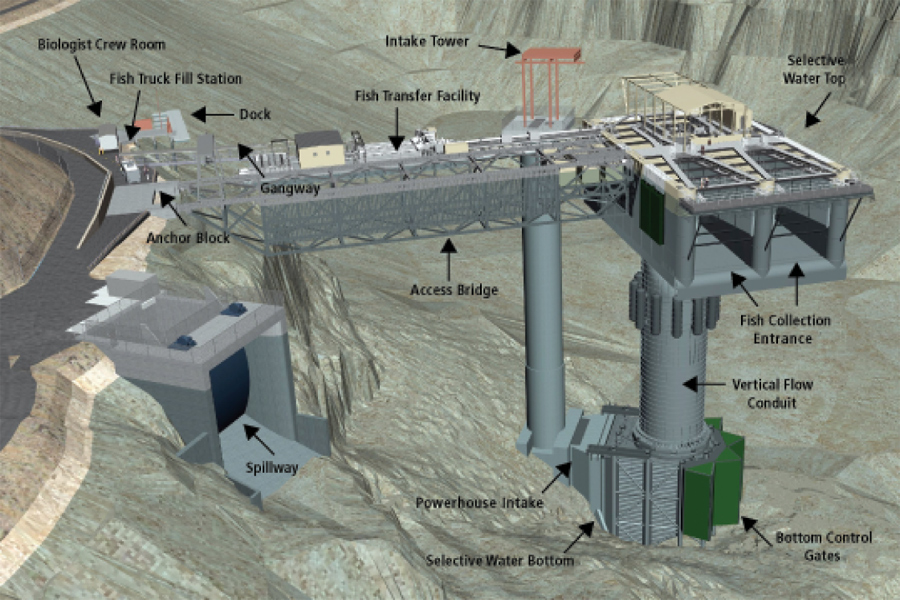 Biologist Crew Room
Fish Truck Fill Station
Dock
Intake Tower
Fish Transfer Facility
Selective
Water Top
Gangway
Anchor Block
Access Bridge
Fish Collection
Entrance
Vertical Flow
Conduit
Spillway
Powerhouse Intake
Selective Water Bottom
Bottom Control
Gates